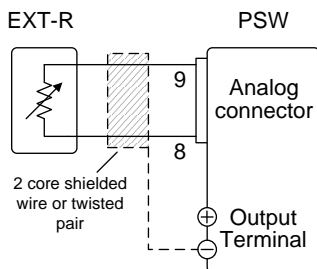 EXT-R
PSW
9
Analog
connector
8
2 core shielded
wire or twisted
pair
+
Output
Terminal
−